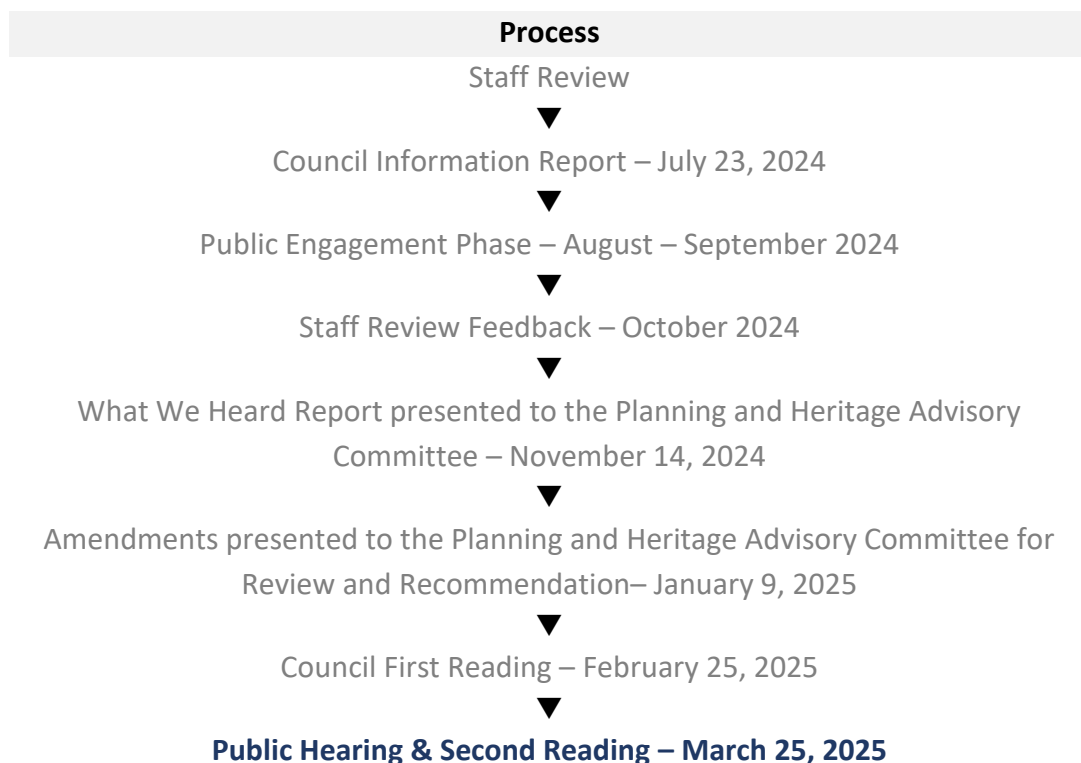 Process
Staff Review
Council Information Report – July 23, 2024
Public Engagement Phase – August – September 2024
Staff Review Feedback – October 2024
What We Heard Report presented to the Planning and Heritage Advisory
Committee – November 14, 2024
Amendments presented to the Planning and Heritage Advisory Committee for
Review and Recommendation– January 9, 2025
Council First Reading – February 25, 2025
Public Hearing & Second Reading – March 25, 2025